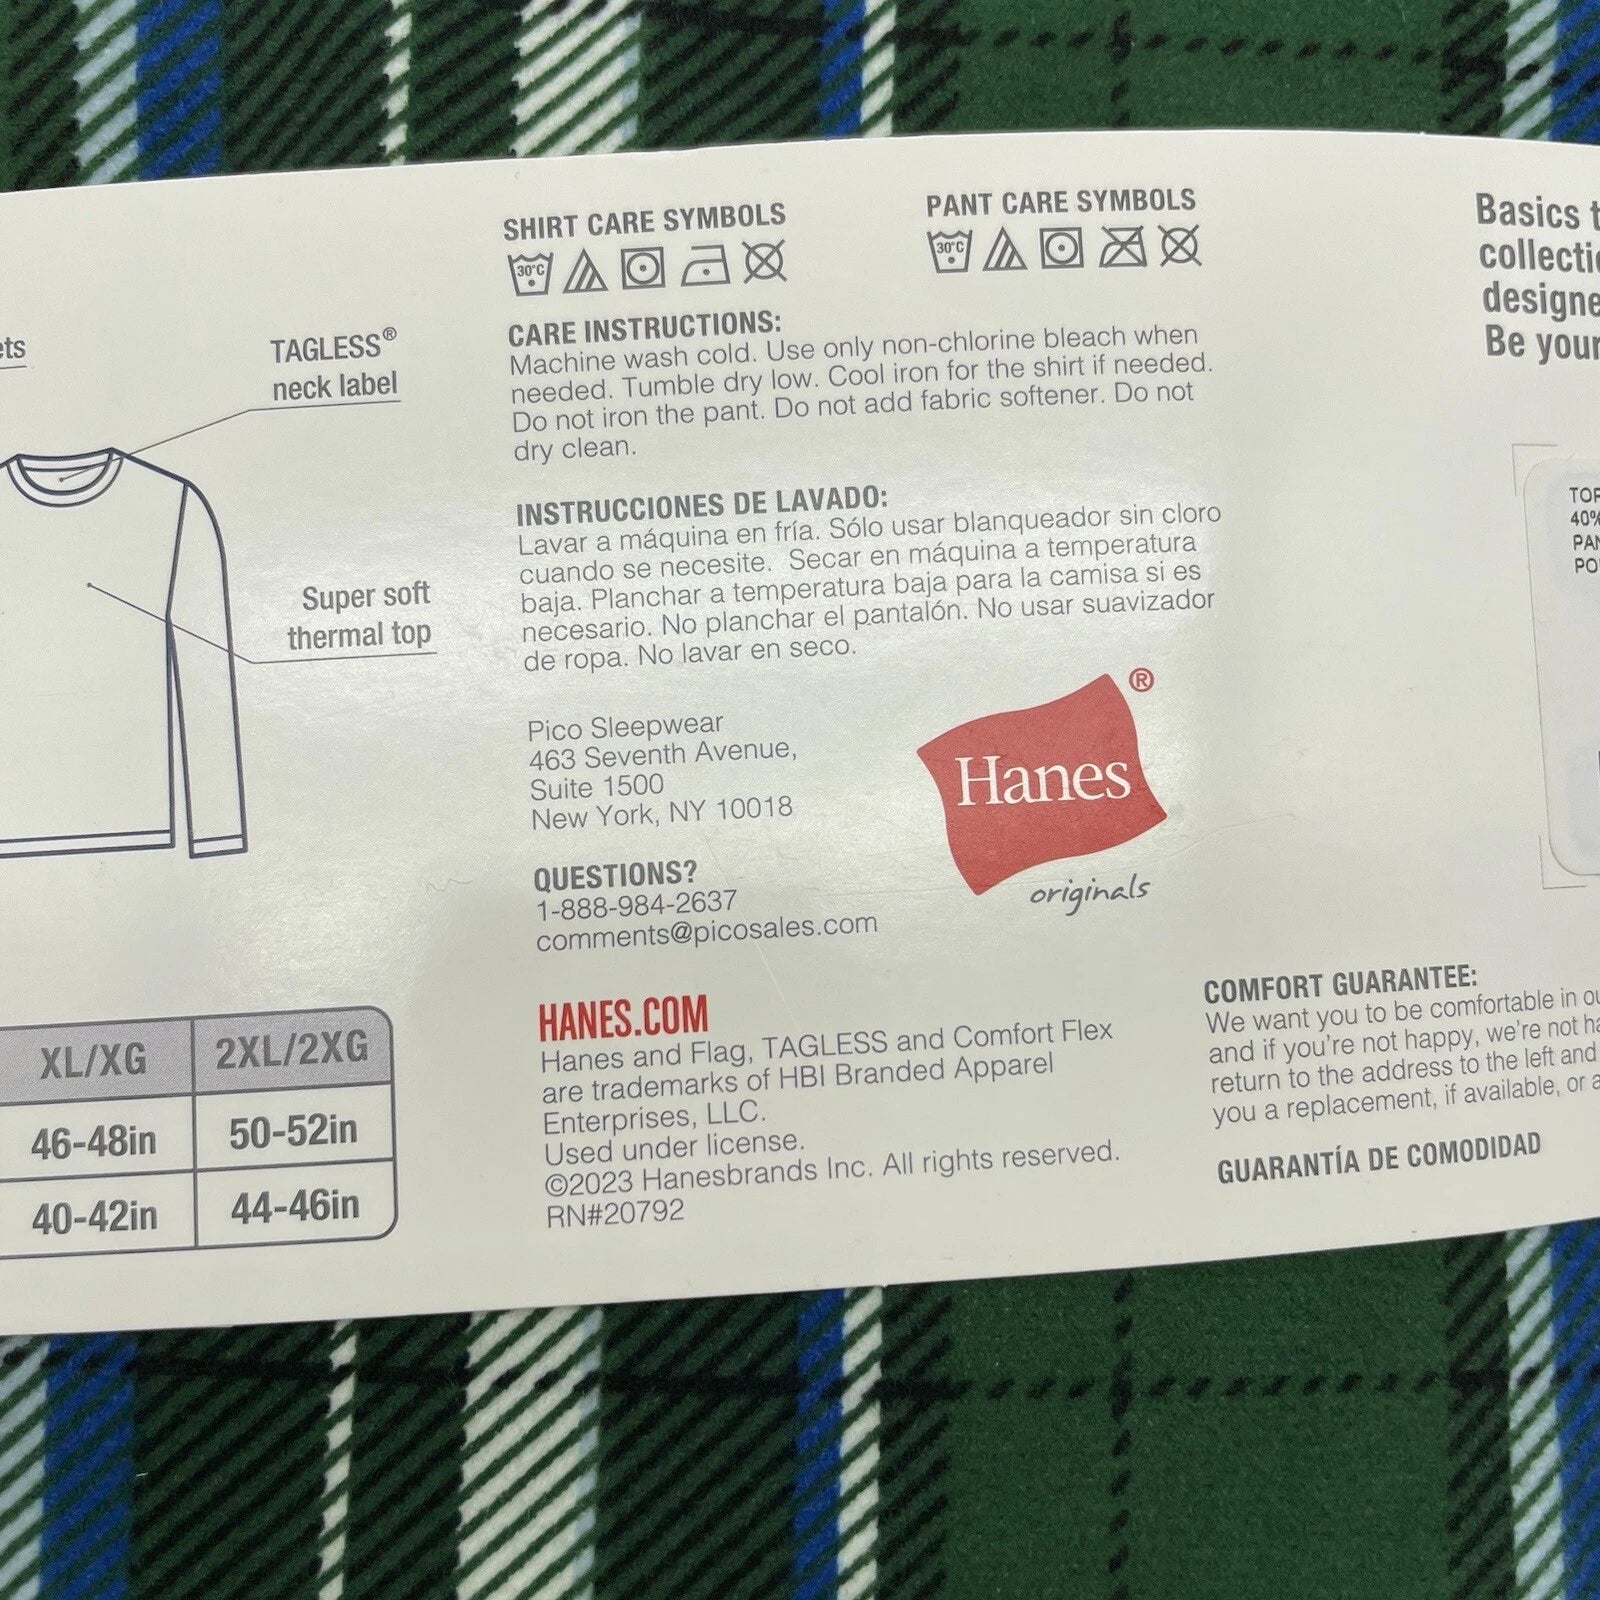 ets
TAGLESS®
neck label
Super soft
thermal top
XL/XG 2XL/2XG
46-48in 50-52in
40-42in 44-46in
SHIRT CARE SYMBOLS
30°C
PANT CARE SYMBOLS
30°C
CARE INSTRUCTIONS:
Machine wash cold. Use only non-chlorine bleach when
needed. Tumble dry low. Cool iron for the shirt if needed.
Do not iron the pant. Do not add fabric softener. Do not
dry clean.
INSTRUCCIONES DE LAVADO:
Lavar a máquina en fría. Sólo usar blanqueador sin cloro
cuando se necesite. Secar en máquina a temperatura
baja. Planchar a temperatura baja para la camisa si es
necesario. No planchar el pantalón. No usar suavizador
de ropa. No lavar en seco.
Pico Sleepwear
463 Seventh Avenue,
Suite 1500
New York, NY 10018
QUESTIONS?
1-888-984-2637
comments@picosales.com
Hanes®
originals
HANES.COM
Hanes and Flag, TAGLESS and Comfort Flex
are trademarks of HBI Branded Apparel
Enterprises, LLC.
Used under license.
©2023 Hanesbrands Inc. All rights reserved.
RN#20792
Basics t
collecti
designe
Be your
TOP
40%
PAN
PO
COMFORT GUARANTEE:
We want you to be comfortable in ou
and if you're not happy, we're not ha
return to the address to the left and
you a replacement, if available, or a
GUARANTÍA DE COMODIDAD